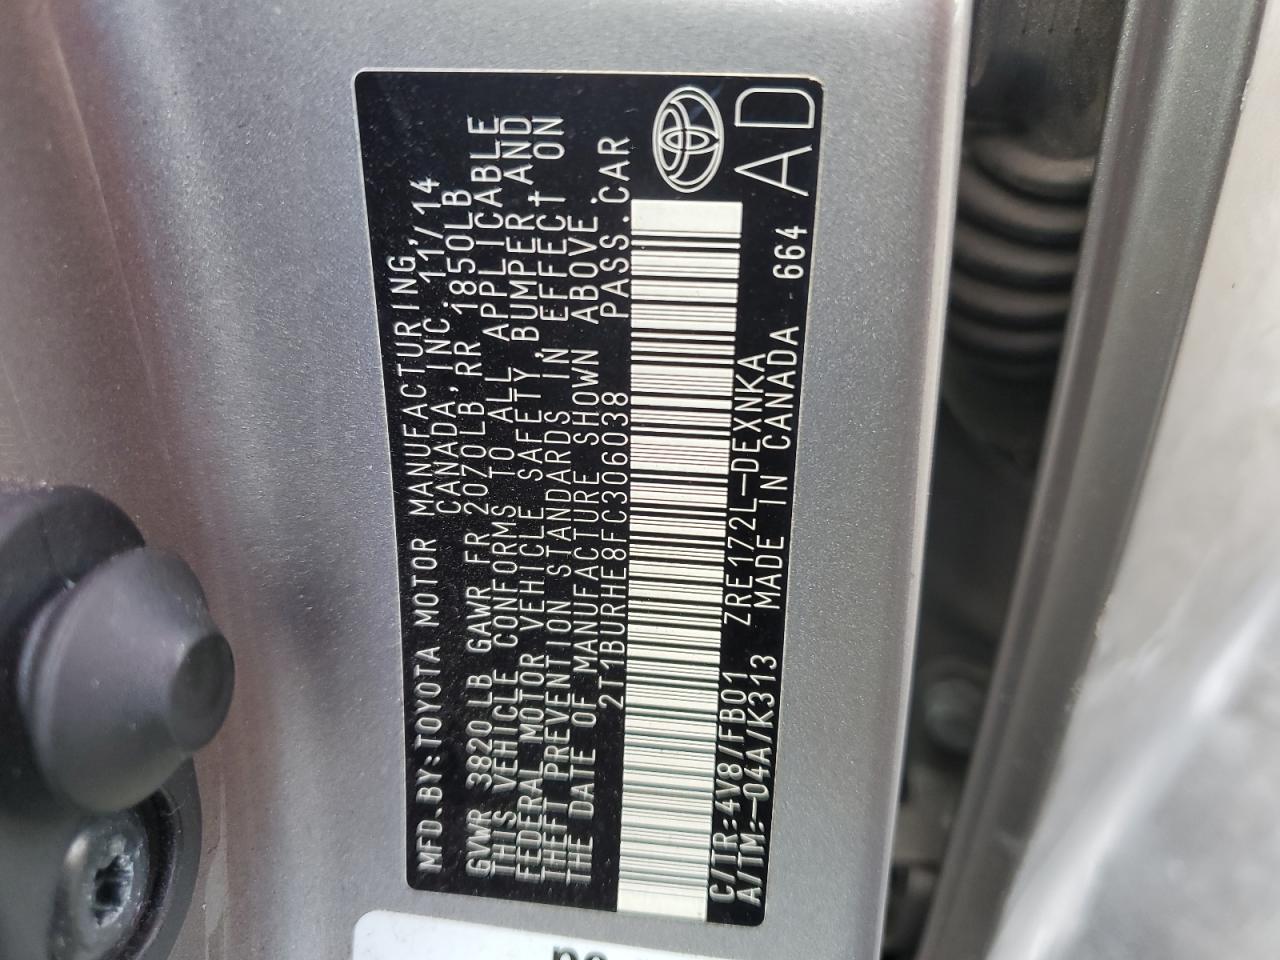 MFD.BY:TOYOTA MOTOR MANUFACTURING,
CANADA,INC. 11/14
GVWR 3820 LB GAWR FR 2070LB RR 1850LB
THIS VEHICLE CONFORMS TO ALL APPLICABLE
FEDERAL MOTOR VEHICLE SAFETY, BUMPER AND
THEFT PREVENTION STANDARDS IN EFFECT ON
THE DATE OF MANUFACTURE SHOWN ABOVE.
2T1BURHE8FC306038 PASS.CAR
C/TR:4V8/FB01 ZRE172L-DEXNKA
A/TM:-04A/K313 MADE IN CANADA 664
AD